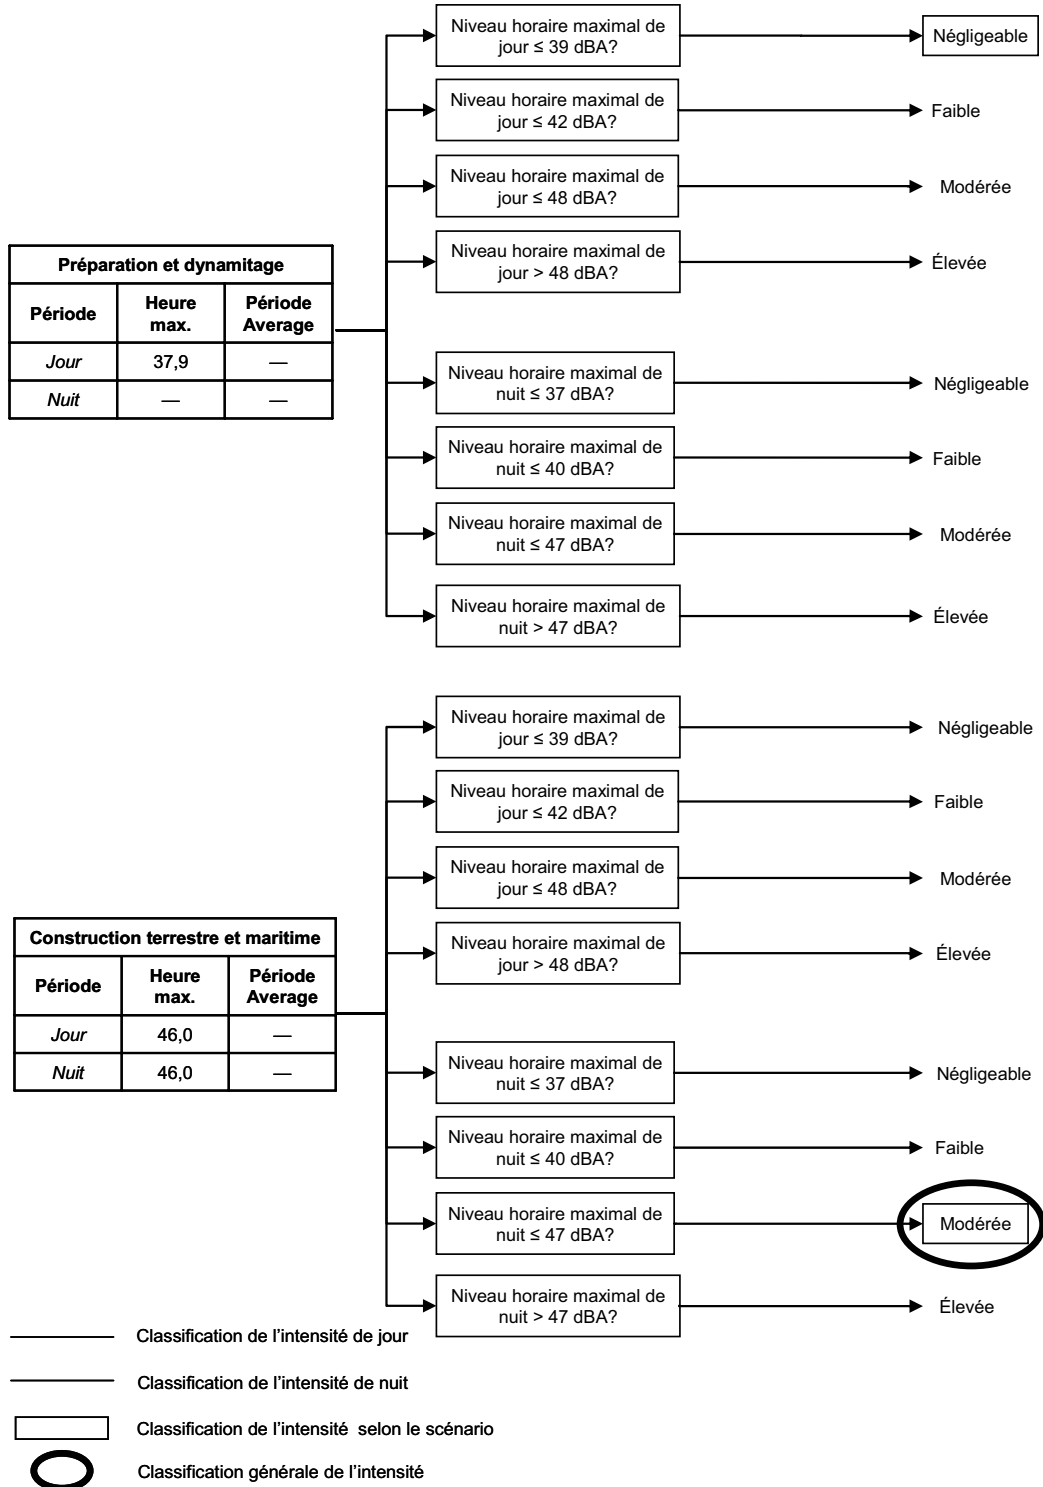 Niveau horaire maximal de
jour ≤ 39 dBA?
Négligeable
Niveau horaire maximal de
jour ≤ 42 dBA?
Faible
Niveau horaire maximal de
jour ≤ 48 dBA?
Modérée
Niveau horaire maximal de
jour > 48 dBA?
Élevée
Préparation et dynamitage
Période Heure max. Période Average
Jour 37,9 —
Nuit — —
Niveau horaire maximal de
nuit ≤ 37 dBA?
Négligeable
Niveau horaire maximal de
nuit ≤ 40 dBA?
Faible
Niveau horaire maximal de
nuit ≤ 47 dBA?
Modérée
Niveau horaire maximal de
nuit > 47 dBA?
Élevée
Niveau horaire maximal de
jour ≤ 39 dBA?
Négligeable
Niveau horaire maximal de
jour ≤ 42 dBA?
Faible
Niveau horaire maximal de
jour ≤ 48 dBA?
Modérée
Niveau horaire maximal de
jour > 48 dBA?
Élevée
Construction terrestre et maritime
Période Heure max. Période Average
Jour 46,0 —
Nuit 46,0 —
Niveau horaire maximal de
nuit ≤ 37 dBA?
Négligeable
Niveau horaire maximal de
nuit ≤ 40 dBA?
Faible
Niveau horaire maximal de
nuit ≤ 47 dBA?
Modérée
Niveau horaire maximal de
nuit > 47 dBA?
Élevée
Classification de l'intensité de jour
Classification de l'intensité de nuit
Classification de l'intensité selon le scénario
Classification générale de l'intensité